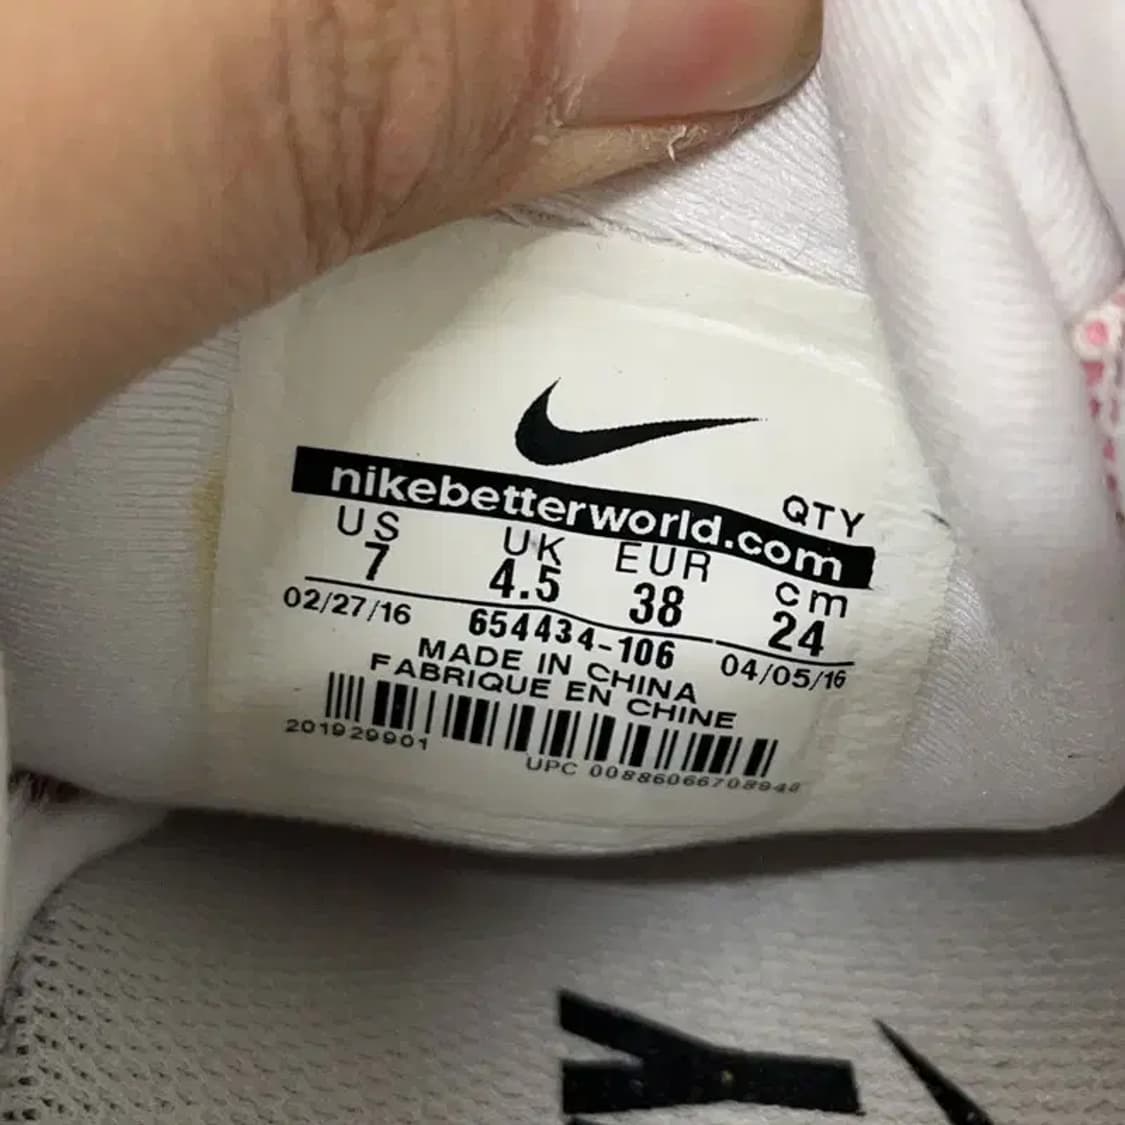 QTY
nikebetterworld.com
US UK EUR cm
7 4.5 38 24
02/27/16 654434-106 04/05/16
MADE IN CHINA
FABRIQUE EN CHINE
201929901
UPC 00886066708948
Y